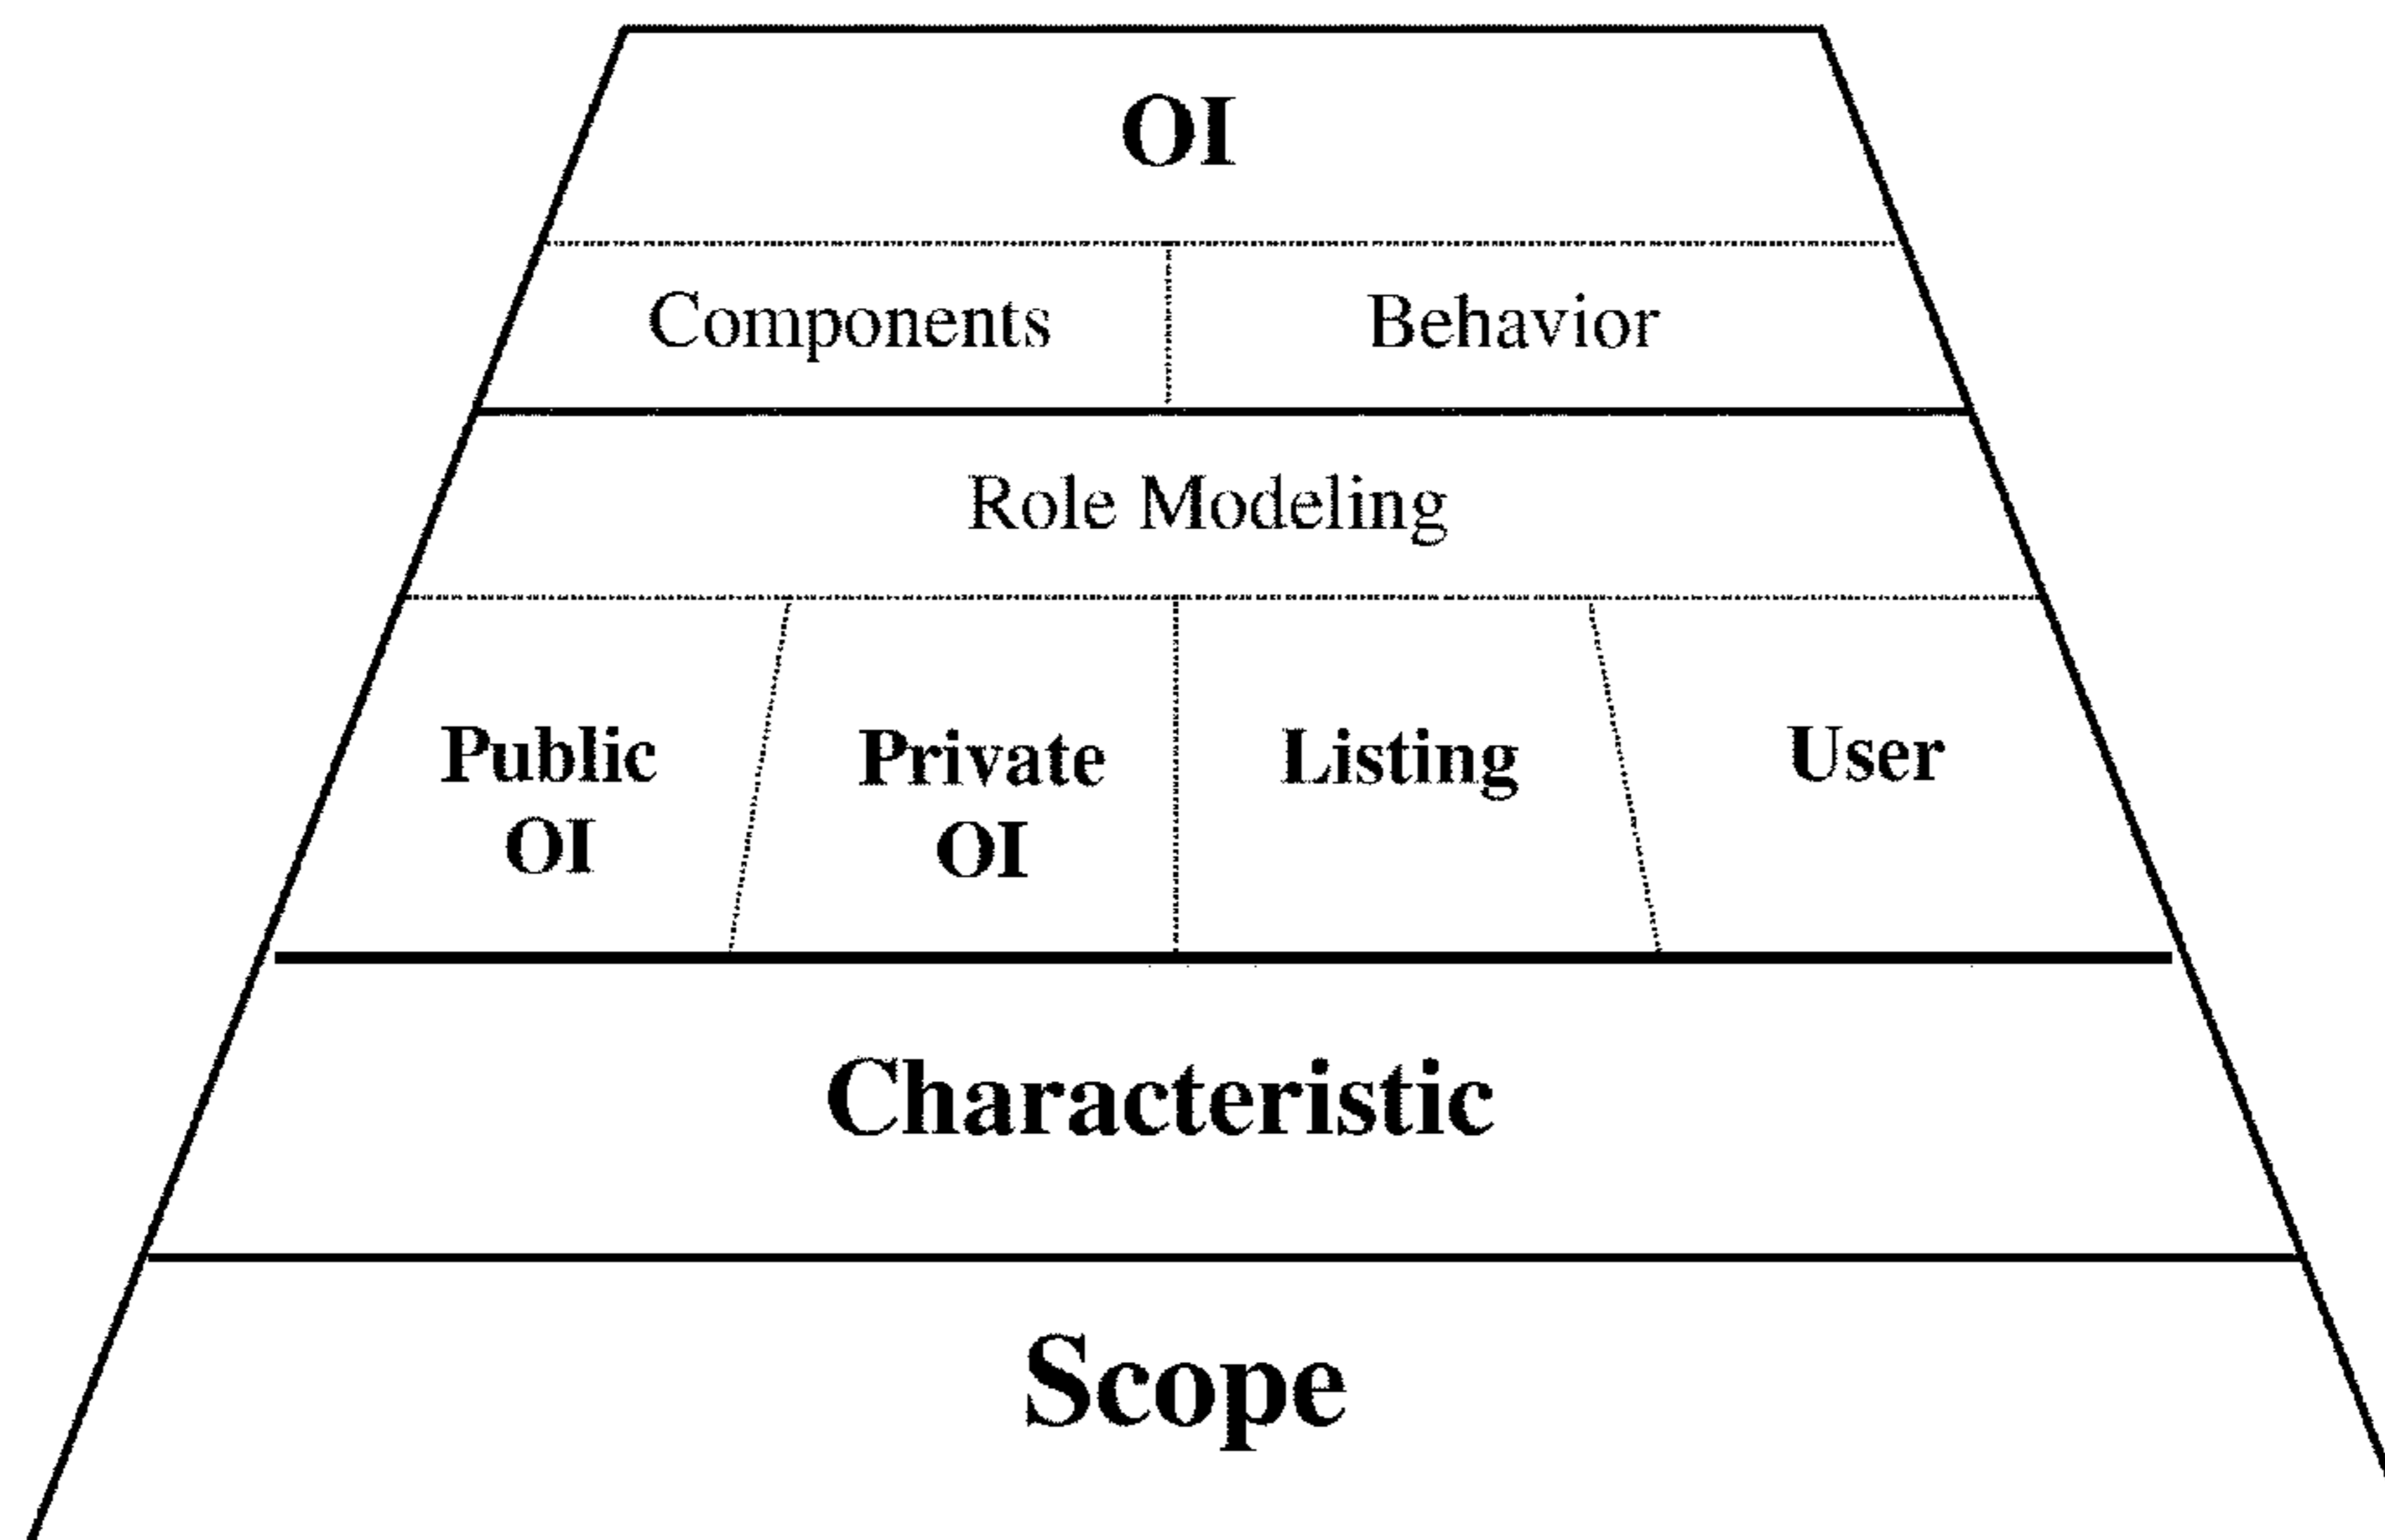 OI
Components
Behavior
Role Modeling
Public
OI
Private
OI
Listing
User
Characteristic
Scope